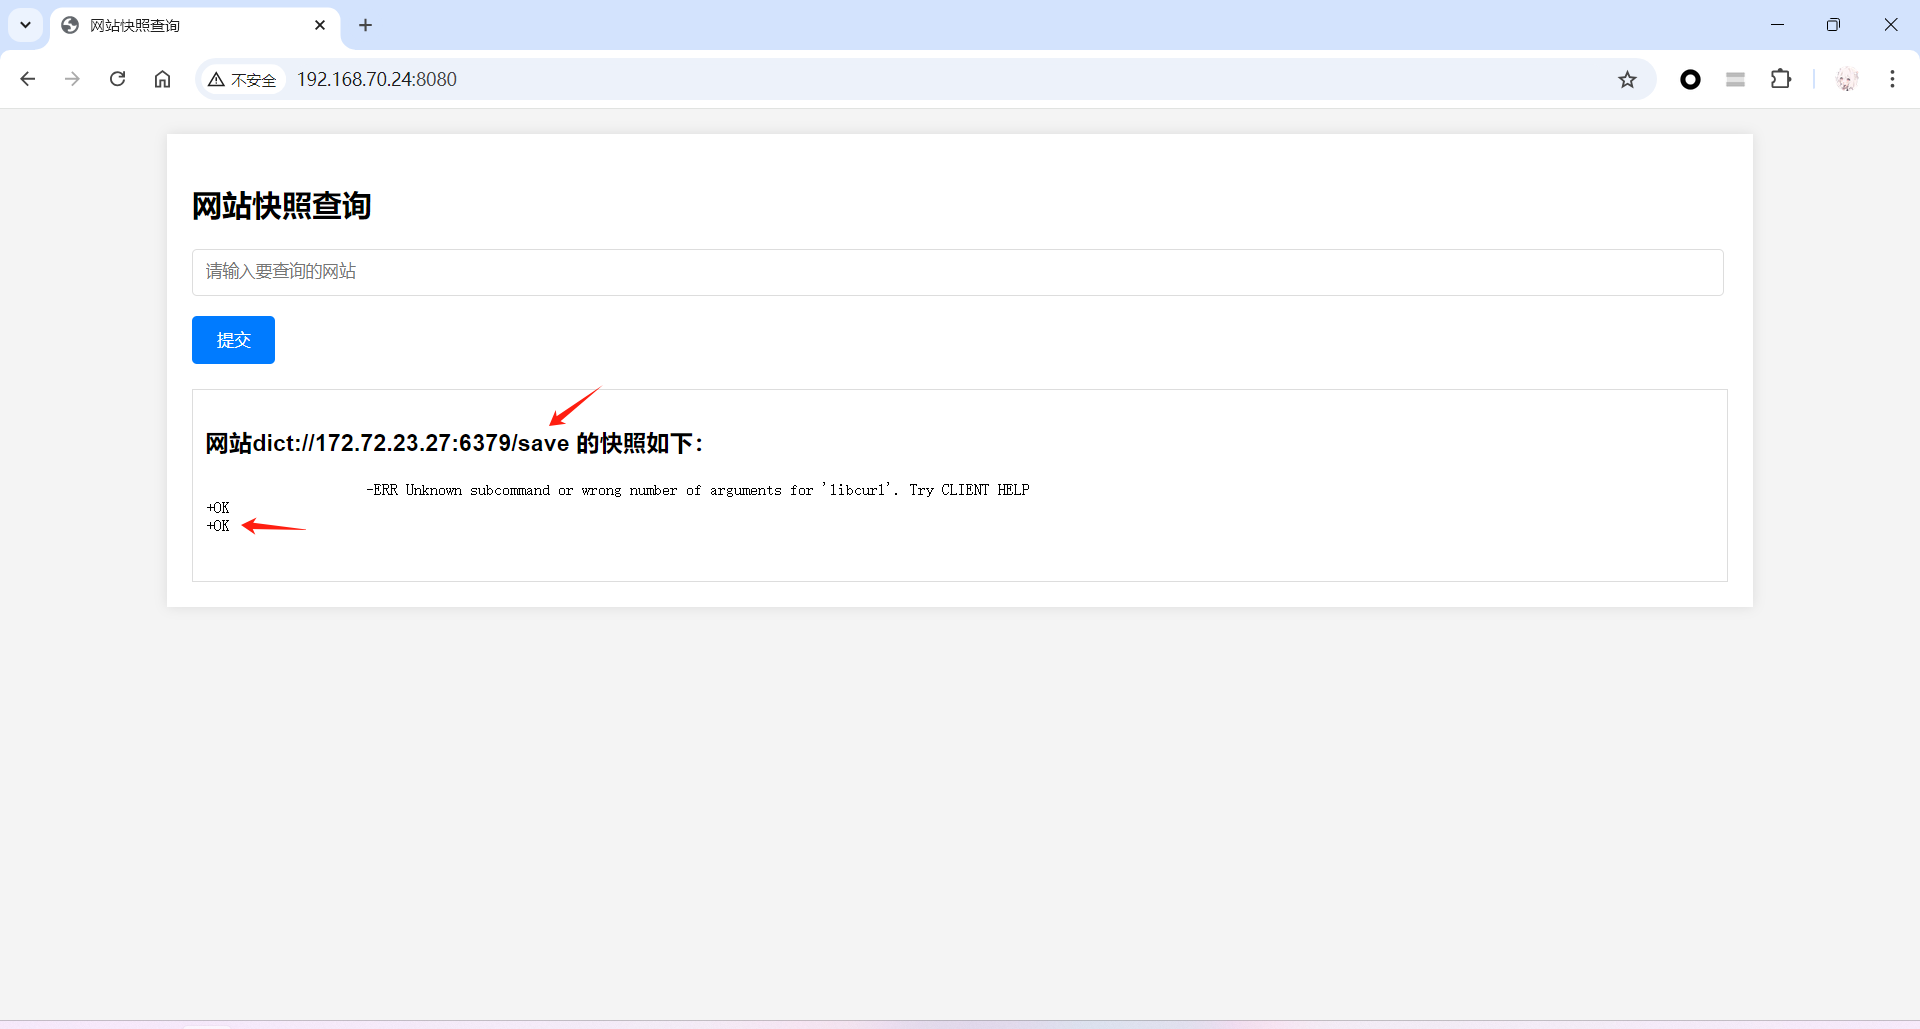 网站快照查询
不安全 192.168.70.24:8080
网站快照查询
请输入要查询的网站
提交
网站dict://172.72.23.27:6379/save 的快照如下：
-ERR Unknown subcommand or wrong number of arguments for 'libcurl'. Try CLIENT HELP
+OK
+OK